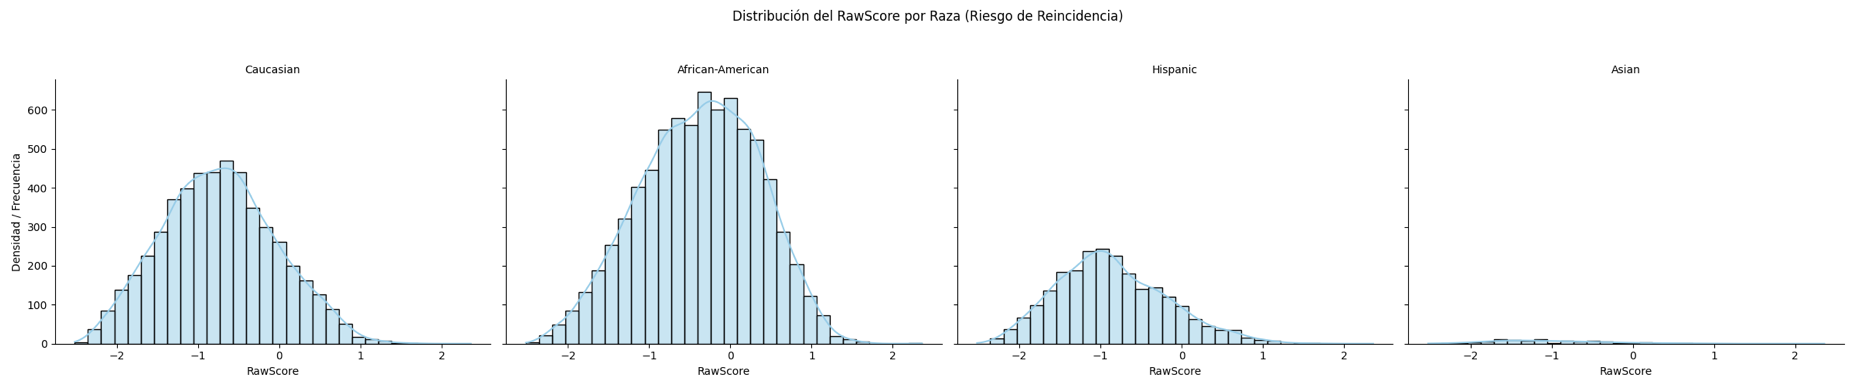 Distribución del RawScore por Raza (Riesgo de Reincidencia)
Caucasian
African-American
Hispanic
Asian
Densidad / Frecuencia
600
500
400
300
200
100
0
−2 −1 0 1 2
−2 −1 0 1 2
−2 −1 0 1 2
−2 −1 0 1 2
RawScore
RawScore
RawScore
RawScore